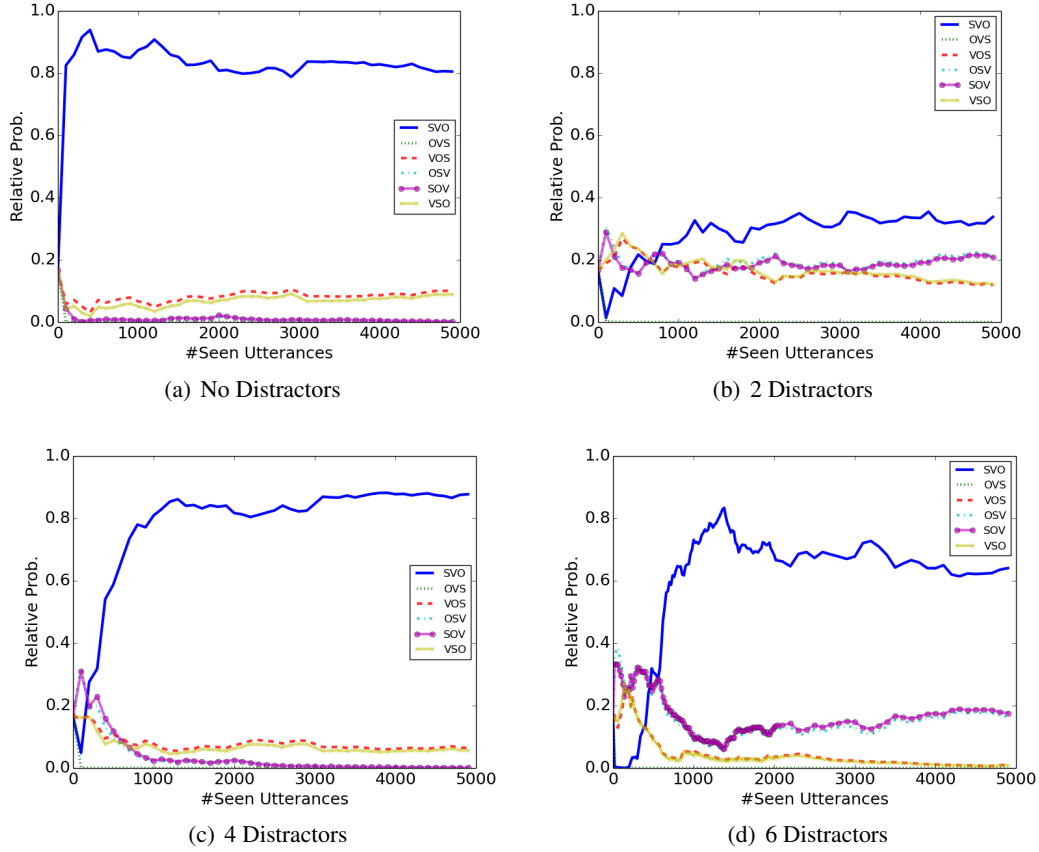 1.0
0.8
0.6
0.4
0.2
0.0
Relative Prob.
0 1000 2000 3000 4000 5000
#Seen Utterances
SVO
OVS
VOS
OSV
SOV
VSO
(a) No Distractors
1.0
0.8
0.6
0.4
0.2
0.0
Relative Prob.
0 1000 2000 3000 4000 5000
#Seen Utterances
SVO
OVS
VOS
OSV
SOV
VSO
(b) 2 Distractors
1.0
0.8
0.6
0.4
0.2
0.0
Relative Prob.
0 1000 2000 3000 4000 5000
#Seen Utterances
SVO
OVS
VOS
OSV
SOV
VSO
(c) 4 Distractors
1.0
0.8
0.6
0.4
0.2
0.0
Relative Prob.
0 1000 2000 3000 4000 5000
#Seen Utterances
SVO
OVS
VOS
OSV
SOV
VSO
(d) 6 Distractors